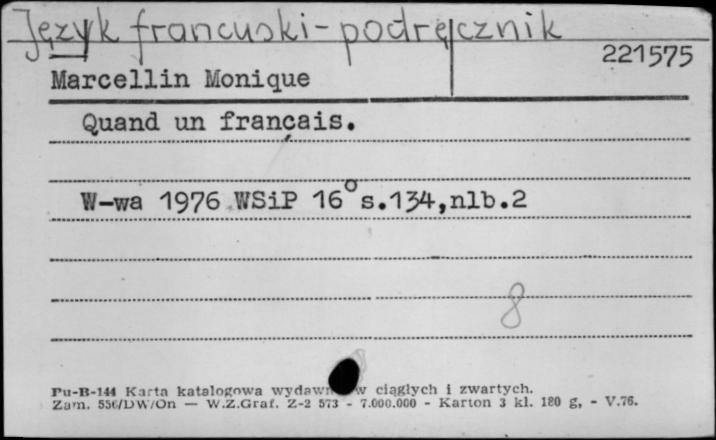 Język francuski - podręcznik
221575
Marcellin Monique
Quand un français.
W-wa 1976 WSiP 16° s.134,nlb.2
8
Pu-B-144 Karta katalogowa ciągłych i zwartych.
Zam. 556/DW/On — W.Z.Graf. Z-2 573 - 7.000.000 - Karton 3 kl. 180 g, - V.76.